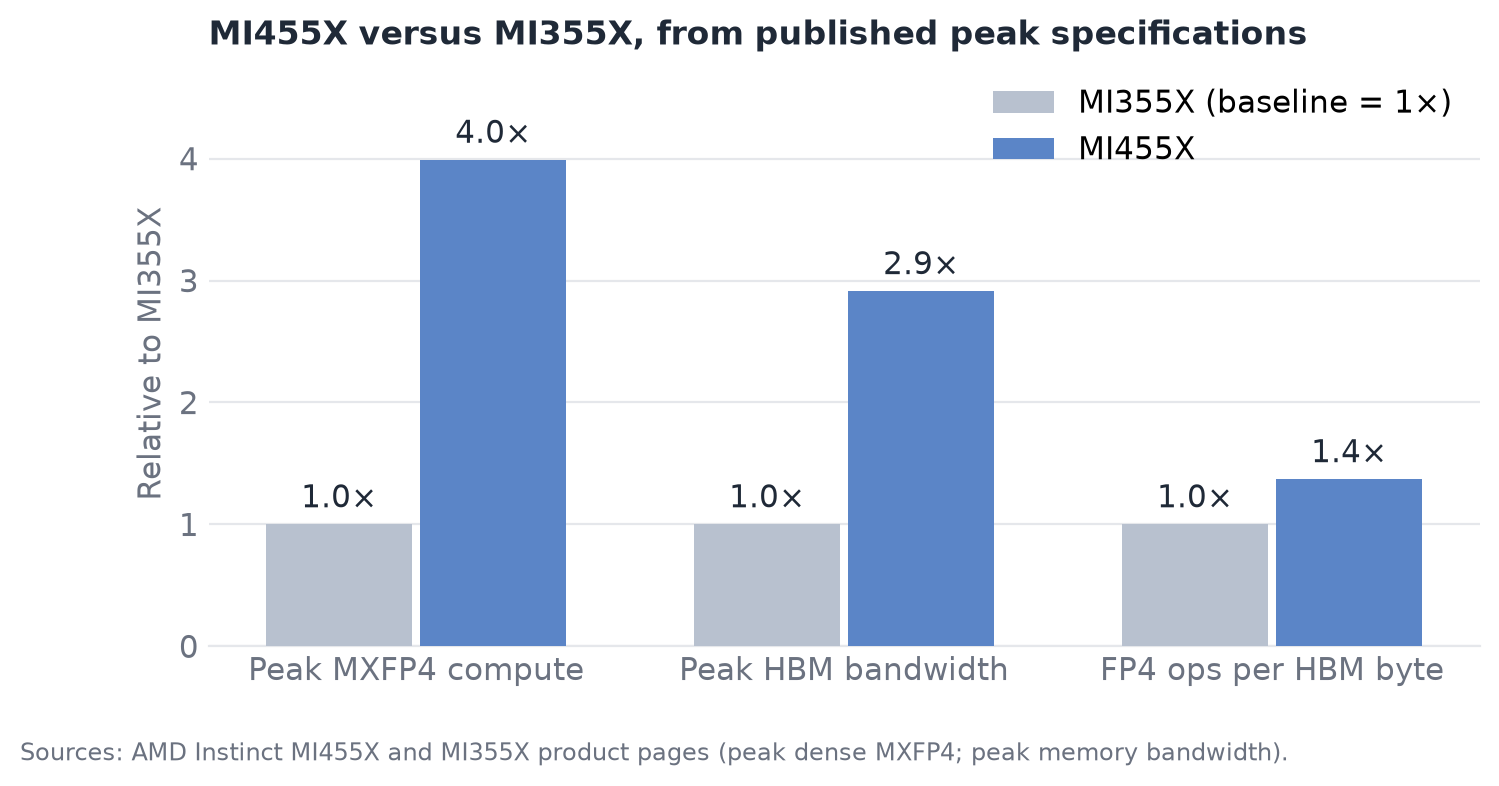 MI455X versus MI355X, from published peak specifications
MI355X (baseline = 1×)
MI455X
Relative to MI355X
4
3
2
1
0
4.0×
2.9×
1.4×
1.0×
1.0×
1.0×
Peak MXFP4 compute
Peak HBM bandwidth
FP4 ops per HBM byte
Sources: AMD Instinct MI455X and MI355X product pages (peak dense MXFP4; peak memory bandwidth).